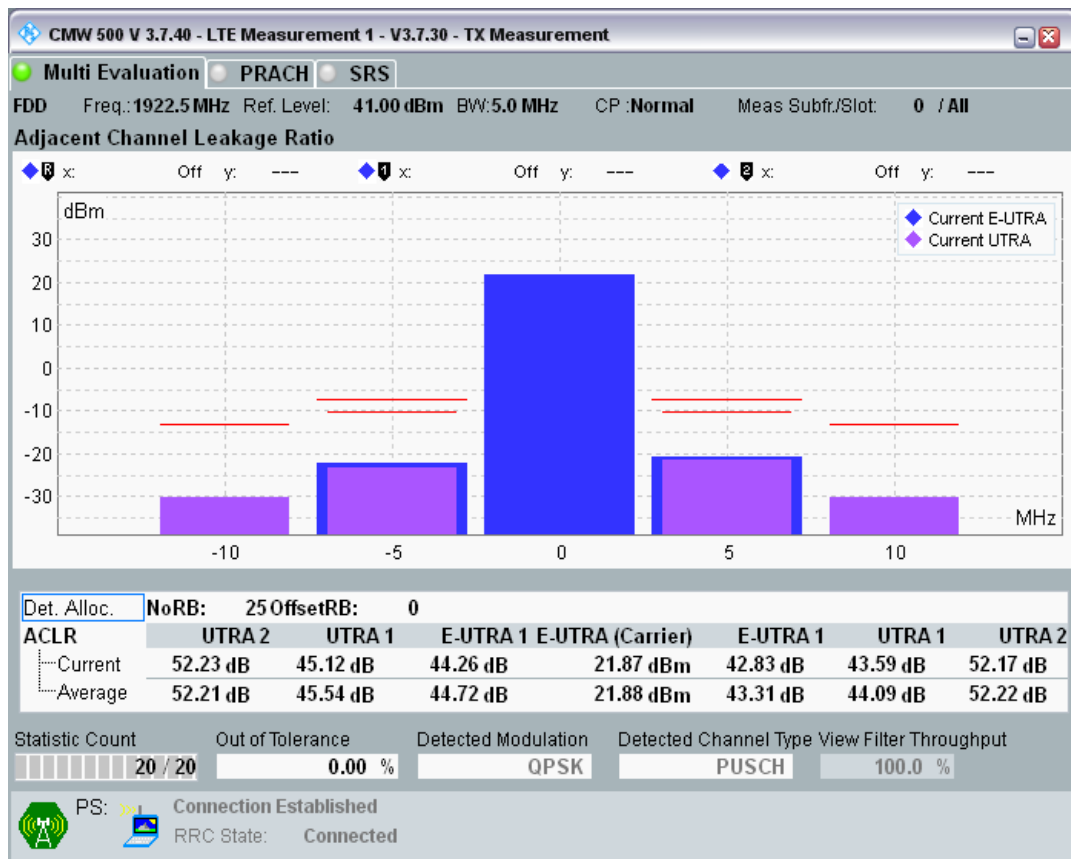 CMW 500 V 3.7.40 - LTE Measurement 1 - V3.7.30 - TX Measurement
Multi Evaluation PRACH SRS
FDD Freq.:1922.5 MHz Ref. Level: 41.00 dBm BW:5.0 MHz CP :Normal Meas Subfr./Slot: 0 / All
Adjacent Channel Leakage Ratio
R x: Off y: --- 1 x: Off y: --- 2 x: Off y: ---
dBm
Current E-UTRA
Current UTRA
30
20
10
0
-10
-20
-30
MHz
-10 -5 0 5 10
Det. Alloc. NoRB: 25 OffsetRB: 0
ACLR UTRA 2 UTRA 1 E-UTRA 1 E-UTRA (Carrier) E-UTRA 1 UTRA 1 UTRA 2
Current 52.23 dB 45.12 dB 44.26 dB 21.87 dBm 42.83 dB 43.59 dB 52.17 dB
Average 52.21 dB 45.54 dB 44.72 dB 21.88 dBm 43.31 dB 44.09 dB 52.22 dB
Statistic Count Out of Tolerance Detected Modulation Detected Channel Type View Filter Throughput
20 / 20 0.00 % QPSK PUSCH 100.0 %
PS: Connection Established
RRC State: Connected